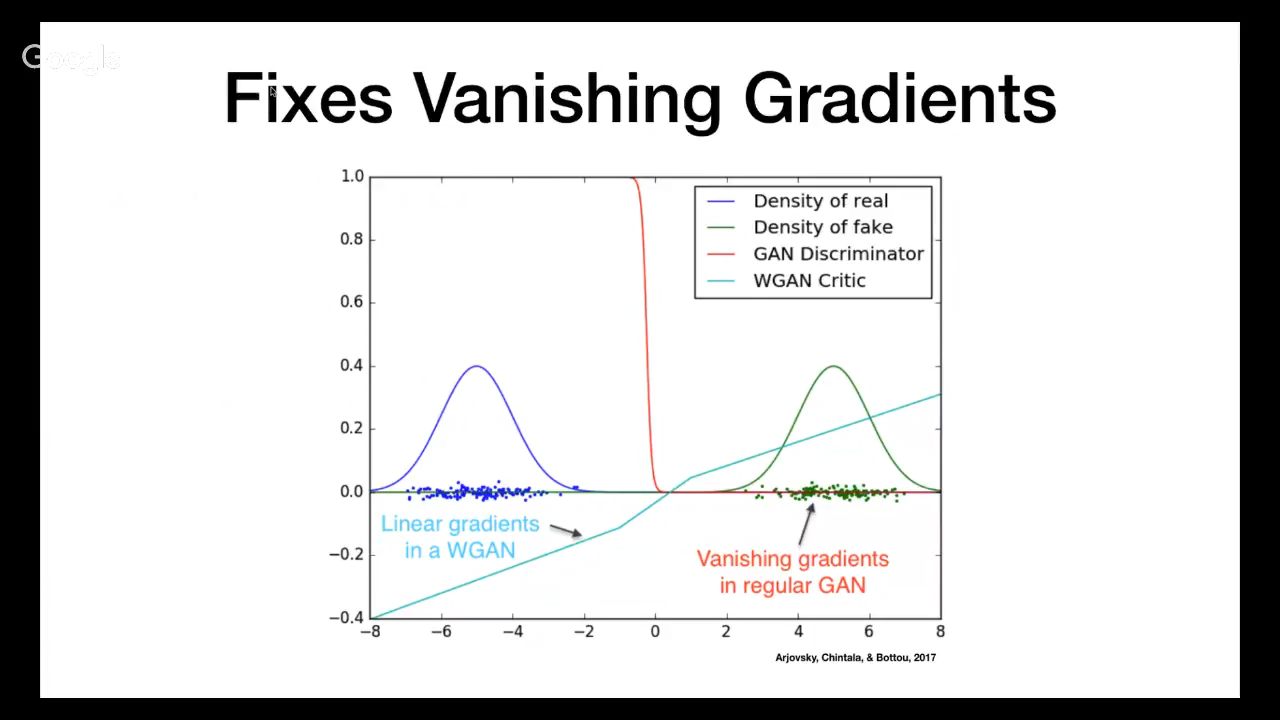 Google
Fixes Vanishing Gradients
1.0
0.8
0.6
0.4
0.2
0.0
−0.2
−0.4
−8
−6
−4
−2
0
2
4
6
8
Density of real
Density of fake
GAN Discriminator
WGAN Critic
Linear gradients
in a WGAN
Vanishing gradients
in regular GAN
Arjovsky, Chintala, & Bottou, 2017